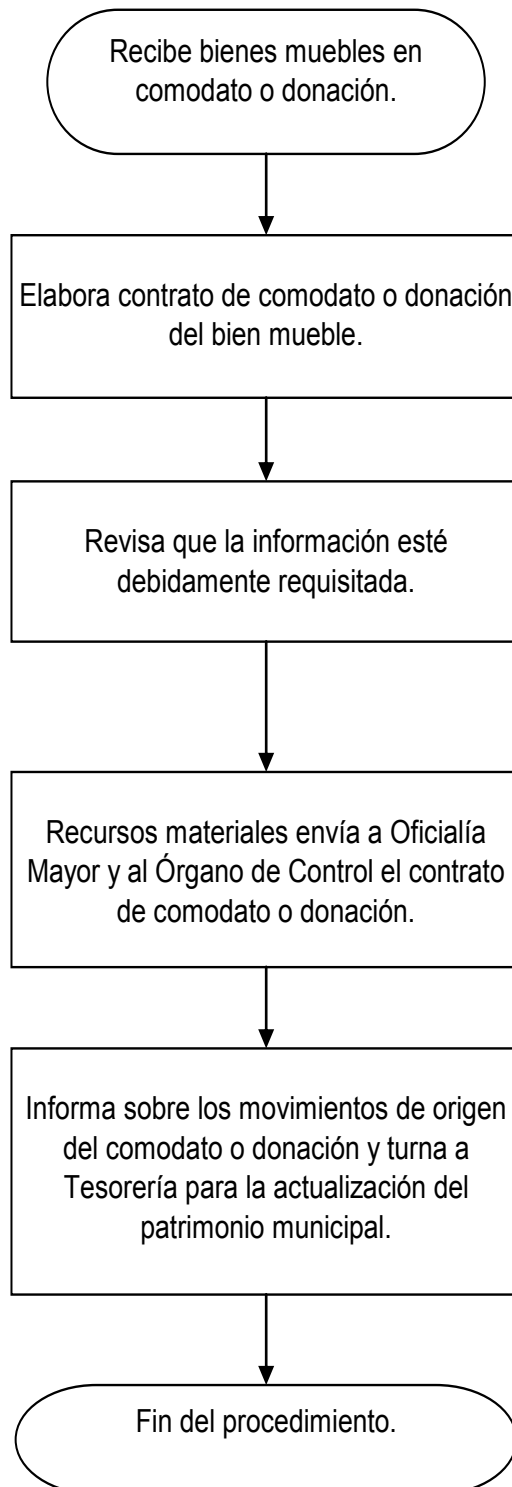 Recibe bienes muebles en
comodato o donación.
Elabora contrato de comodato o donación
del bien mueble.
Revisa que la información esté
debidamente requisitada.
Recursos materiales envía a Oficialía
Mayor y al Órgano de Control el contrato
de comodato o donación.
Informa sobre los movimientos de origen
del comodato o donación y turna a
Tesorería para la actualización del
patrimonio municipal.
Fin del procedimiento.